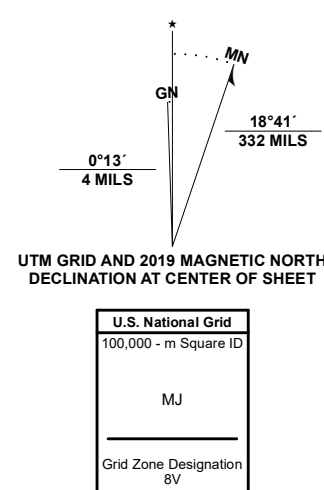 ★
MN
GN
18°41´
332 MILS
0°13´
4 MILS
UTM GRID AND 2019 MAGNETIC NORTH
DECLINATION AT CENTER OF SHEET
U.S. National Grid
100,000 - m Square ID
MJ
Grid Zone Designation
8V